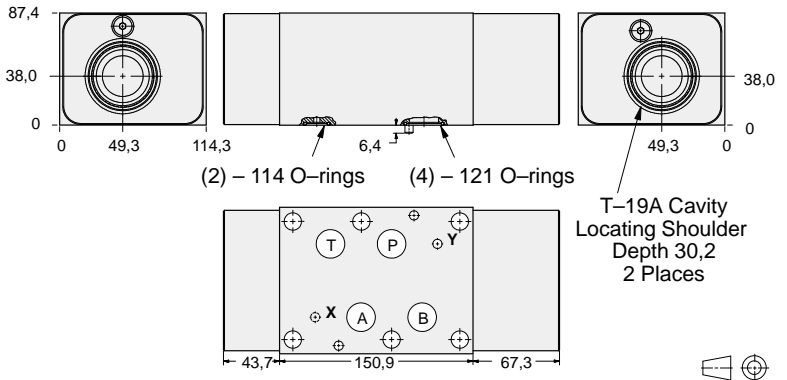 87,4
38,0
0
0
49,3
114,3
6,4
38,0
0
49,3
0
(2) – 114 O–rings
(4) – 121 O–rings
T–19A Cavity
Locating Shoulder
Depth 30,2
2 Places
T
P
Y
X
A
B
43,7
150,9
67,3